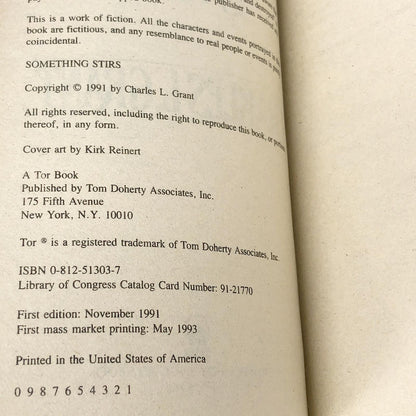 publisher has received
This is a work of fiction. All the characters and events portrayed in
book are fictitious, and any resemblance to real people or events is
coincidental.
SOMETHING STIRS
Copyright © 1991 by Charles L. Grant
All rights reserved, including the right to reproduce this book, or portions
thereof, in any form.
Cover art by Kirk Reinert
A Tor Book
Published by Tom Doherty Associates, Inc.
175 Fifth Avenue
New York, N.Y. 10010
Tor ® is a registered trademark of Tom Doherty Associates, Inc.
ISBN 0-812-51303-7
Library of Congress Catalog Card Number: 91-21770
First edition: November 1991
First mass market printing: May 1993
Printed in the United States of America
0 9 8 7 6 5 4 3 2 1